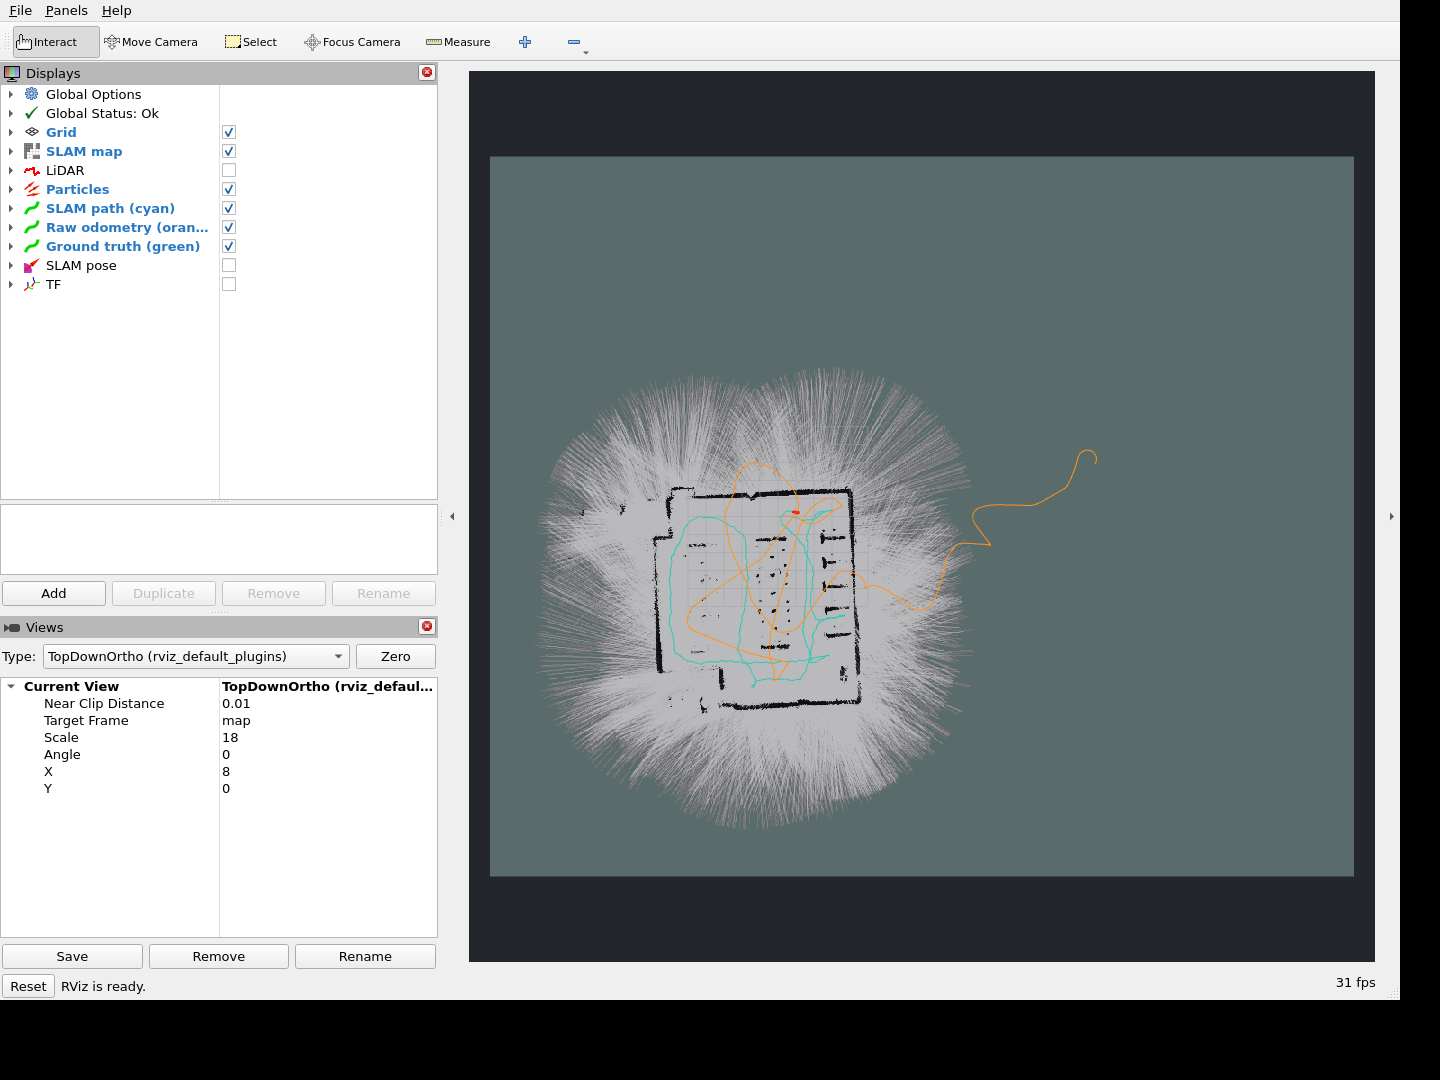 File Panels Help
Interact Move Camera Select Focus Camera Measure
Displays
Global Options
Global Status: Ok
Grid
SLAM map
LiDAR
Particles
SLAM path (cyan)
Raw odometry (oran...
Ground truth (green)
SLAM pose
TF
Add Duplicate Remove Rename
Views
Type: TopDownOrtho (rviz_default_plugins) Zero
Current View TopDownOrtho (rviz_defaul...
Near Clip Distance 0.01
Target Frame map
Scale 18
Angle 0
X 8
Y 0
Save Remove Rename
Reset RViz is ready. 31 fps